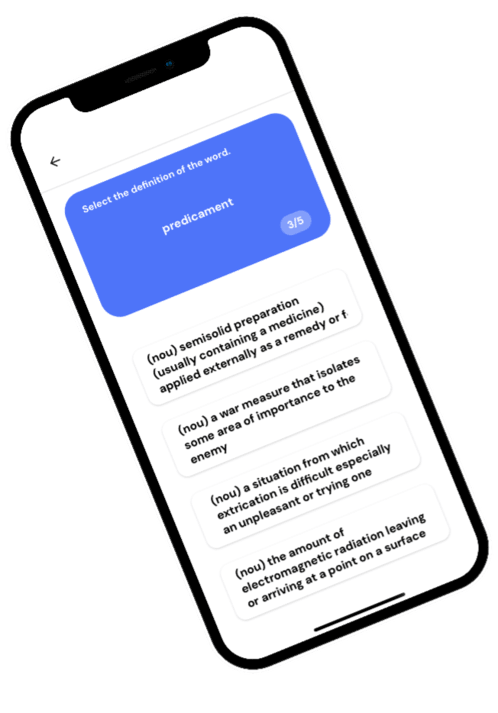 Select the definition of the word.
predicament
3/5
(nou) semisolid preparation
(usually containing a medicine)
applied externally as a remedy or f
(nou) a war measure that isolates
some area of importance to the
enemy
(nou) a situation from which
extrication is difficult especially
an unpleasant or trying one
(nou) the amount of
electromagnetic radiation leaving
or arriving at a point on a surface